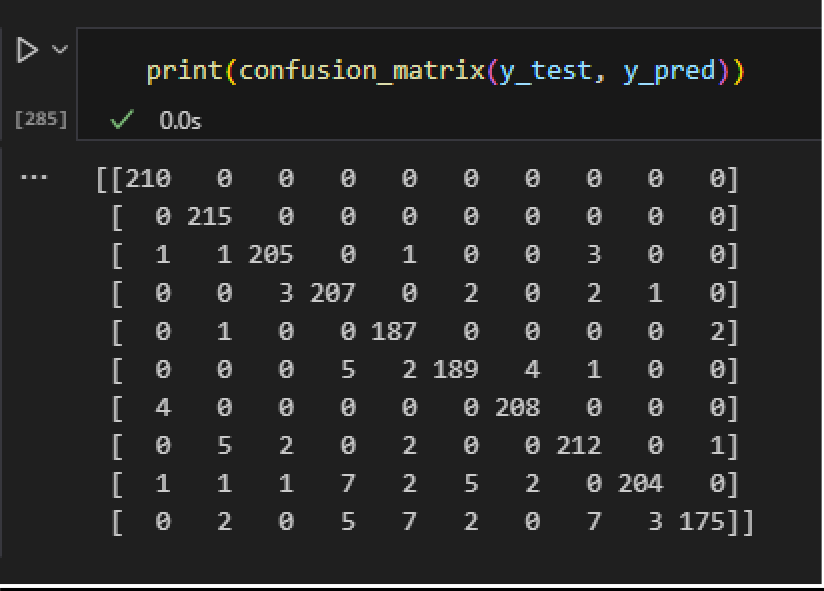 print(confusion_matrix(y_test, y_pred))
[285] 0.0s
... [[210 0 0 0 0 0 0 0 0 0]
[ 0 215 0 0 0 0 0 0 0 0]
[ 1 1 205 0 1 0 0 3 0 0]
[ 0 0 3 207 0 2 0 2 1 0]
[ 0 1 0 0 187 0 0 0 0 2]
[ 0 0 0 5 2 189 4 1 0 0]
[ 4 0 0 0 0 0 208 0 0 0]
[ 0 5 2 0 2 0 0 212 0 1]
[ 1 1 1 7 2 5 2 0 204 0]
[ 0 2 0 5 7 2 0 7 3 175]]